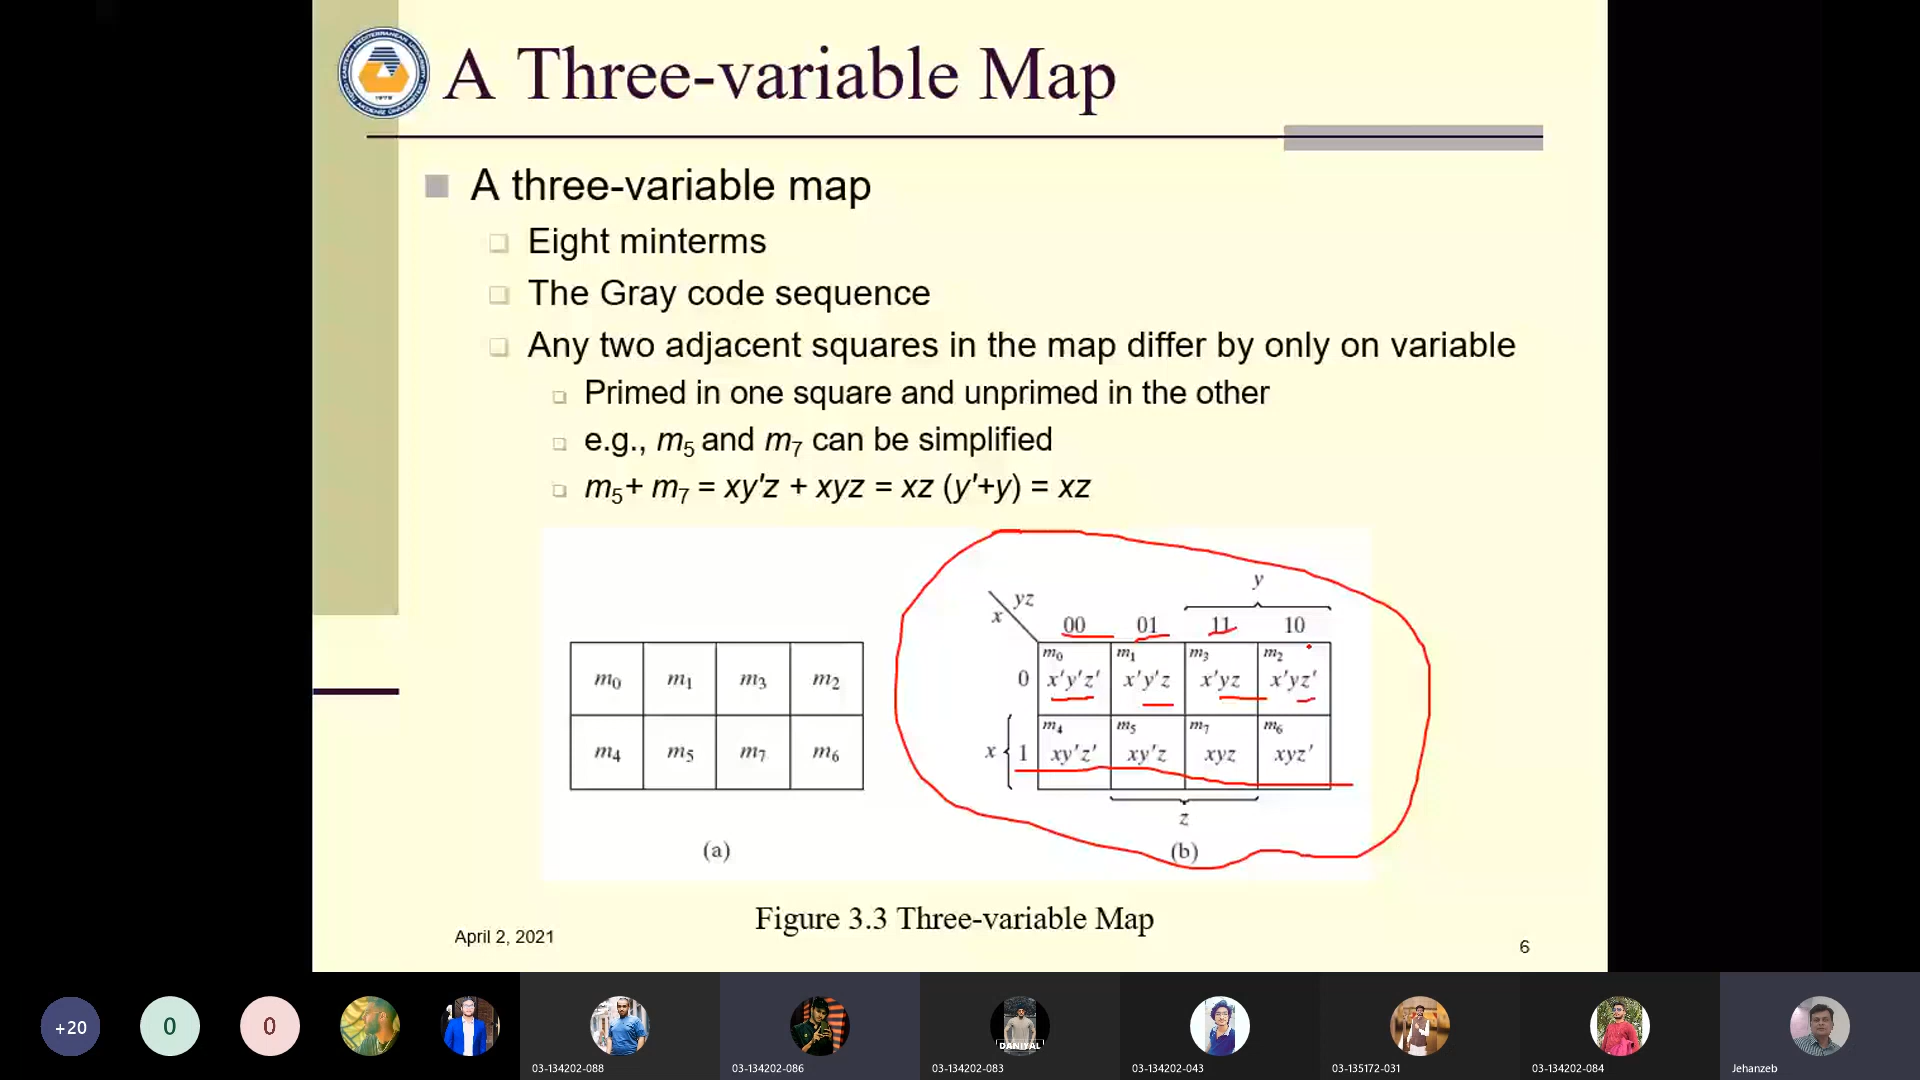 A Three-variable Map
A three-variable map
Eight minterms
The Gray code sequence
Any two adjacent squares in the map differ by only on variable
Primed in one square and unprimed in the other
e.g., m5 and m7 can be simplified
m5+ m7 = xy'z + xyz = xz (y'+y) = xz
m0 m1 m3 m2
m4 m5 m7 m6
(a)
y
yz
x
00 01 11 10
m0 m1 m3 m2
0 x'y'z' x'y'z x'yz x'yz'
m4 m5 m7 m6
x 1 xy'z' xy'z xyz xyz'
z
(b)
Figure 3.3 Three-variable Map
April 2, 2021
6
+20
0
0
DANIYAL
03-134202-088
03-134202-086
03-134202-083
03-134202-043
03-135172-031
03-134202-084
Jehanzeb